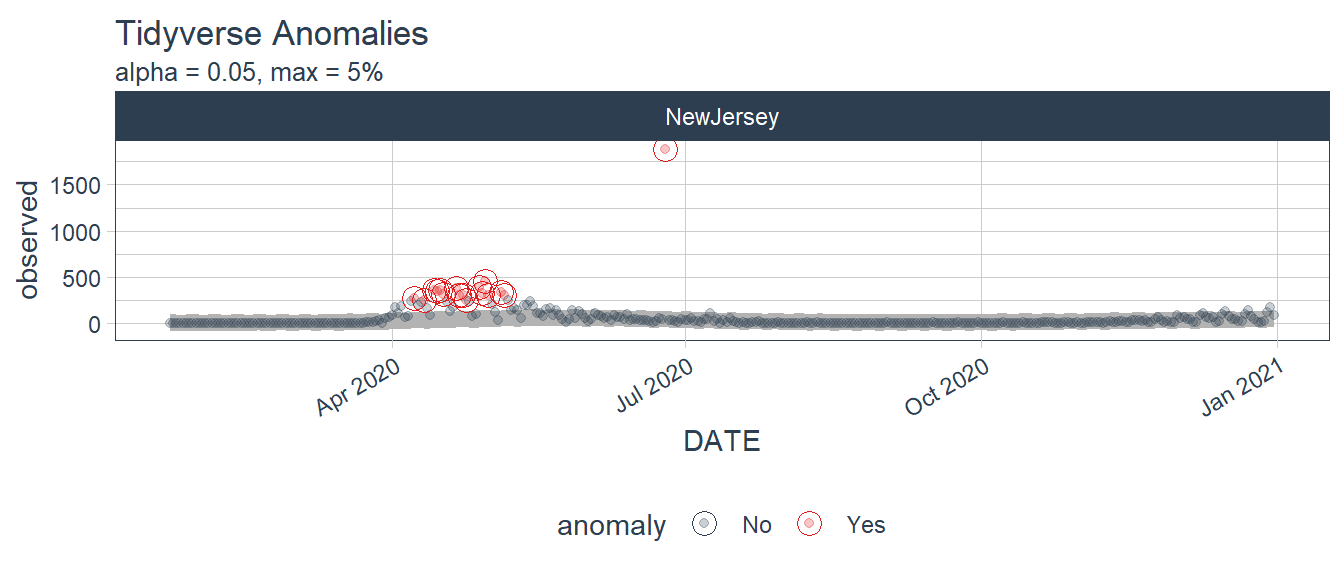 Tidyverse Anomalies
alpha = 0.05, max = 5%
NewJersey
observed
1500
1000
500
0
Apr 2020
Jul 2020
Oct 2020
Jan 2021
DATE
anomaly No Yes